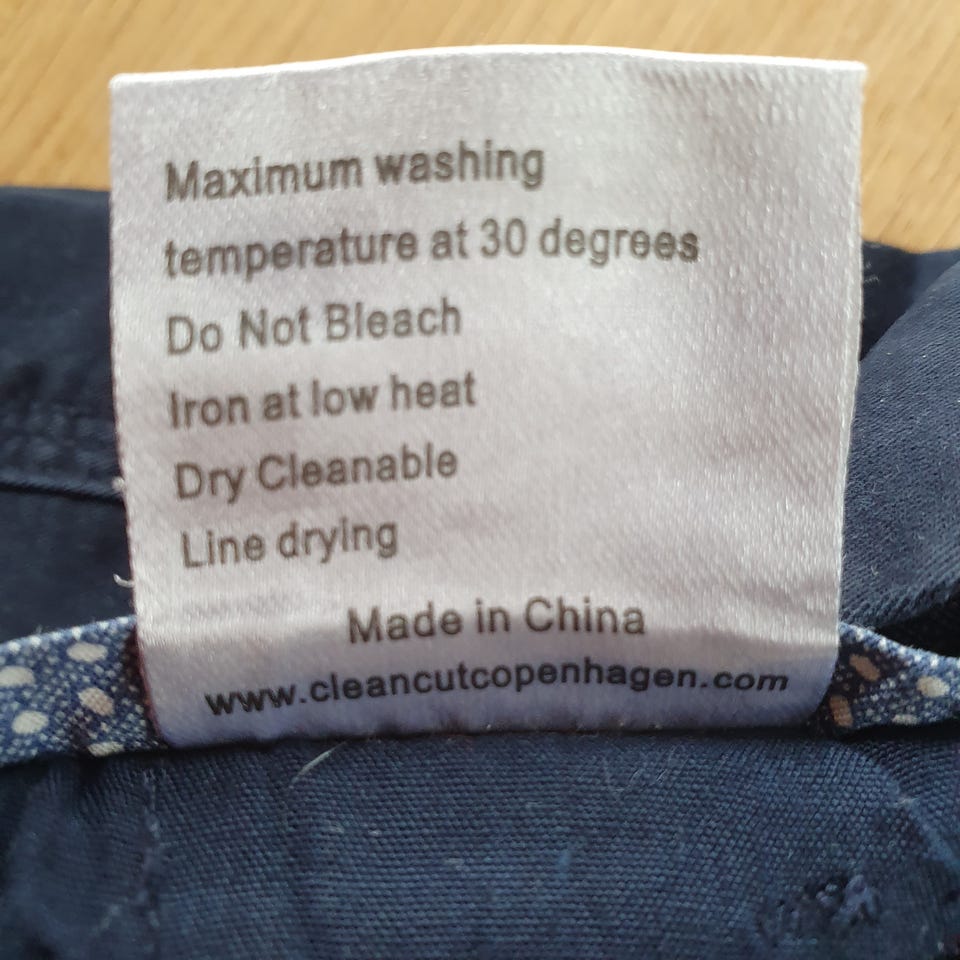 Maximum washing
temperature at 30 degrees
Do Not Bleach
Iron at low heat
Dry Cleanable
Line drying
Made in China
www.cleancutcopenhagen.com